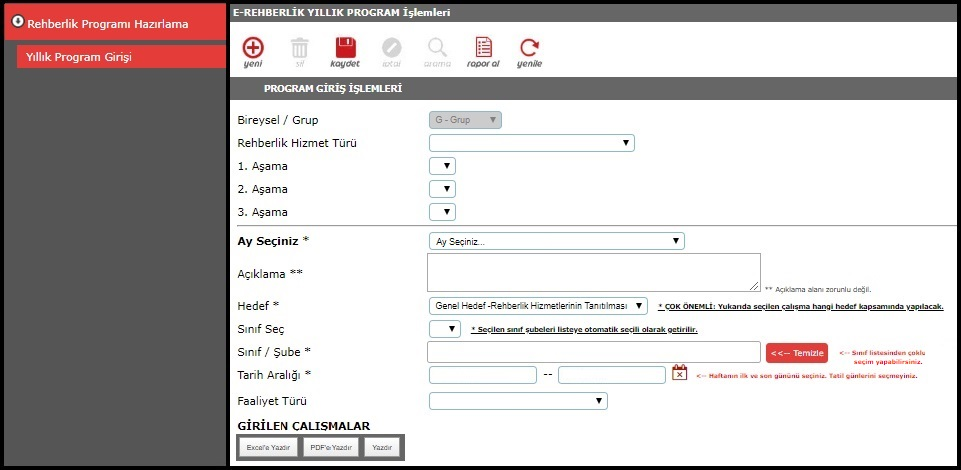 Rehberlik Programı Hazırlama
Yıllık Program Girişi
E-REHBERLİK YILLIK PROGRAM İşlemleri
yeni sil kaydet iptal arama rapor al yenile
PROGRAM GİRİŞ İŞLEMLERİ
Bireysel / Grup G - Grup
Rehberlik Hizmet Türü
1. Aşama
2. Aşama
3. Aşama
Ay Seçiniz * Ay Seçiniz...
Açıklama ** ** Açıklama alanı zorunlu değil.
Hedef * Genel Hedef -Rehberlik Hizmetlerinin Tanıtılması * ÇOK ÖNEMLİ: Yukarıda seçilen çalışma hangi hedef kapsamında yapılacak.
Sınıf Seç * Seçilen sınıf şubeleri listeye otomatik seçili olarak getirilir.
Sınıf / Şube * <<-- Temizle <-- Sınıf listesinden çoklu
seçim yapabilirsiniz.
Tarih Aralığı * -- <-- Haftanın ilk ve son gününü seçiniz. Tatil günlerini seçmeyiniz.
Faaliyet Türü
GİRİLEN ÇALIŞMALAR
Excel'e Yazdır PDF'e Yazdır Yazdır